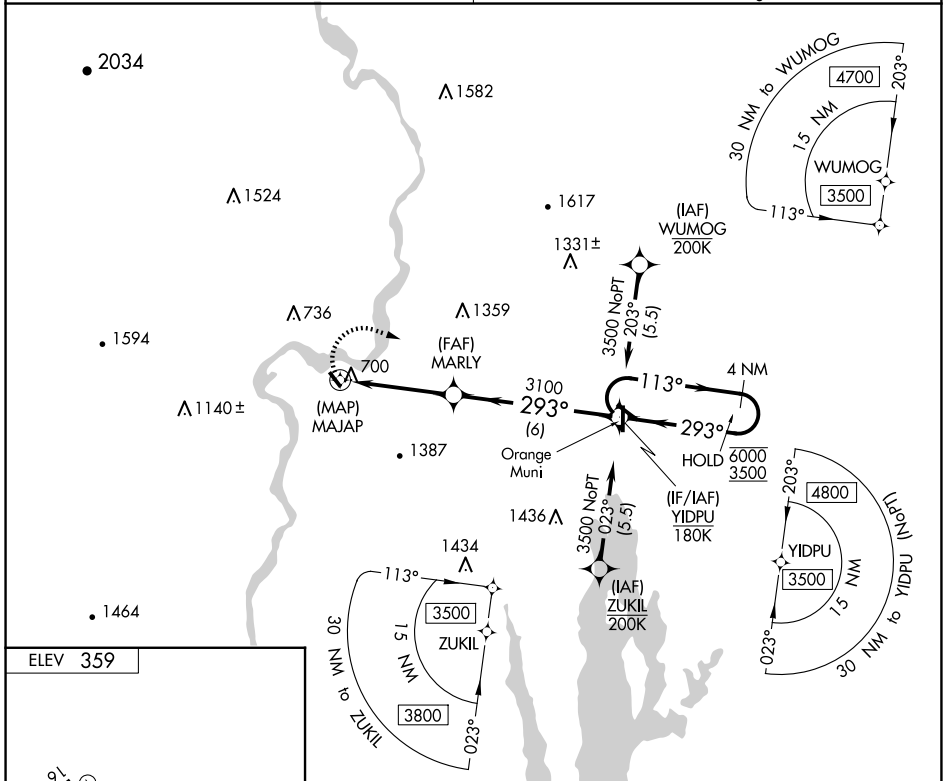 2034
1582
30 NM to WUMOG
4700
203°
15 NM
WUMOG
3500
113°
1524
1617
(IAF)
WUMOG
200K
1331±
3500 NoPT
203°
(5.5)
736
1359
1594
(FAF)
MARLY
700
113°
4 NM
3100
293°
(6)
293°
(MAP)
MAJAP
1140±
Orange
Muni
HOLD 6000
3500
1387
(IF/IAF)
YIDPU
180K
203°
4800
YIDPU
3500
15 NM
30 NM to YIDPU (NoPT)
023°
1436
3500 NoPT
023°
(5.5)
1434
(IAF)
ZUKIL
200K
113°
3500
15 NM
ZUKIL
30 NM to ZUKIL
3800
023°
1464
ELEV 359
16